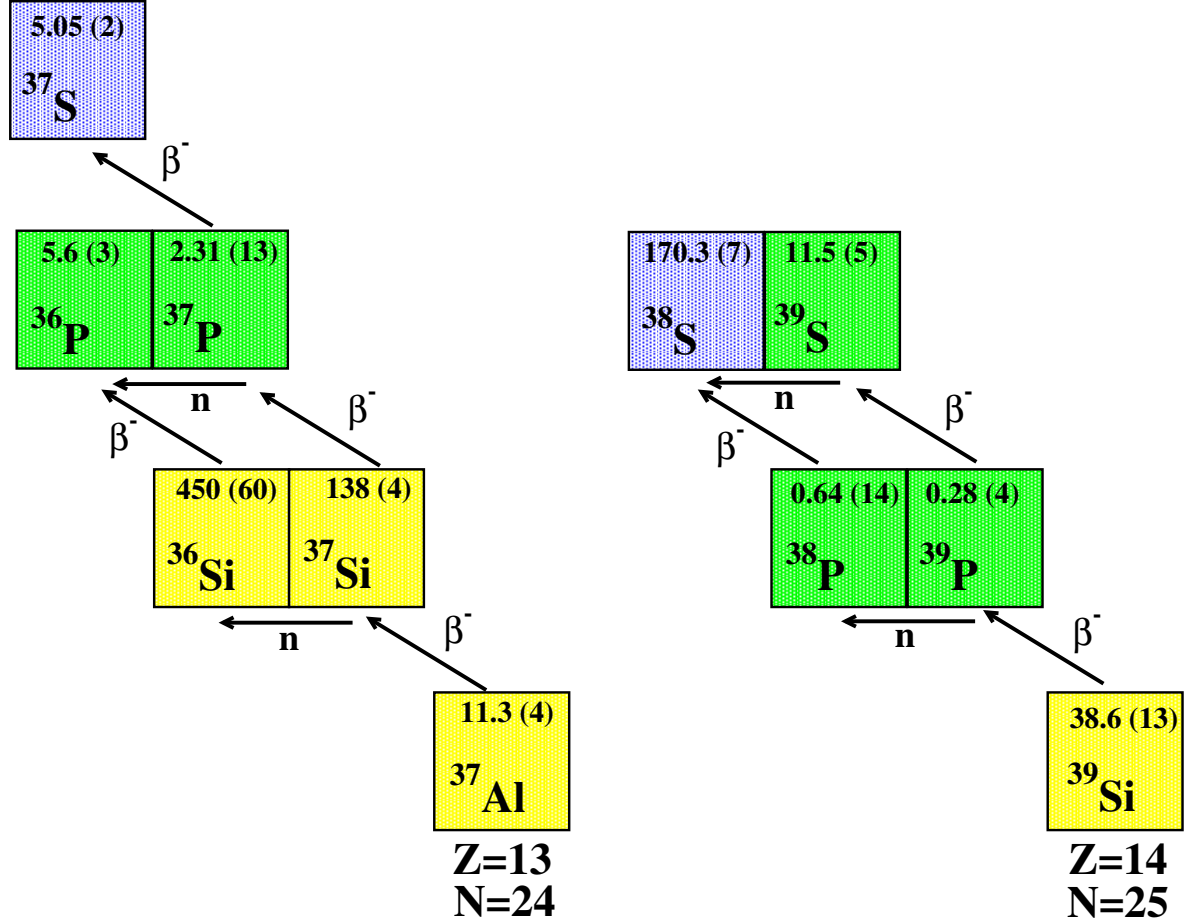 5.05 (2)
37S
β-
5.6 (3)
36P
2.31 (13)
37P
n
β-
β-
450 (60)
36Si
138 (4)
37Si
n
β-
11.3 (4)
37Al
Z=13
N=24
170.3 (7)
38S
11.5 (5)
39S
n
β-
β-
0.64 (14)
38P
0.28 (4)
39P
n
β-
38.6 (13)
39Si
Z=14
N=25